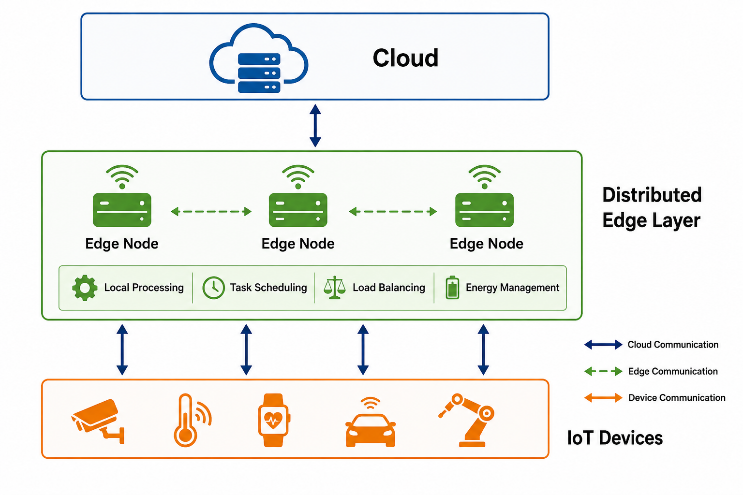 Cloud
Distributed
Edge Layer
Edge Node
Edge Node
Edge Node
Local Processing
Task Scheduling
Load Balancing
Energy Management
Cloud Communication
Edge Communication
Device Communication
IoT Devices